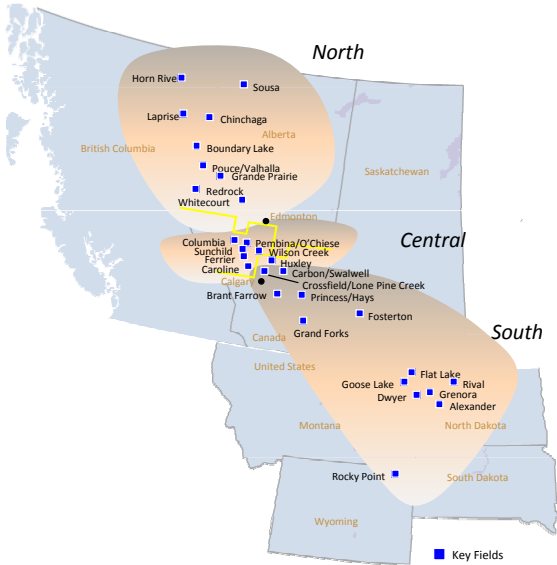 North
Horn Rive
Sousa
Laprise
Chinchaga
Alberta
British Columbia
Boundary Lake
Saskatchewan
Pouce/Valhalla
Grande Prairie
Redrock
Whitecourt
Edmonton
Central
Columbia
Pembina/O'Chiese
Sunchild
Wilson Creek
Ferrier
Huxley
Caroline
Carbon/Swalwell
Calgary
Crossfield/Lone Pine Creek
Brant Farrow
Princess/Hays
Fosterton
South
Grand Forks
Canada
United States
Flat Lake
Goose Lake
Rival
Dwyer
Grenora
Alexander
Montana
North Dakota
Rocky Point
South Dakota
Wyoming
Key Fields